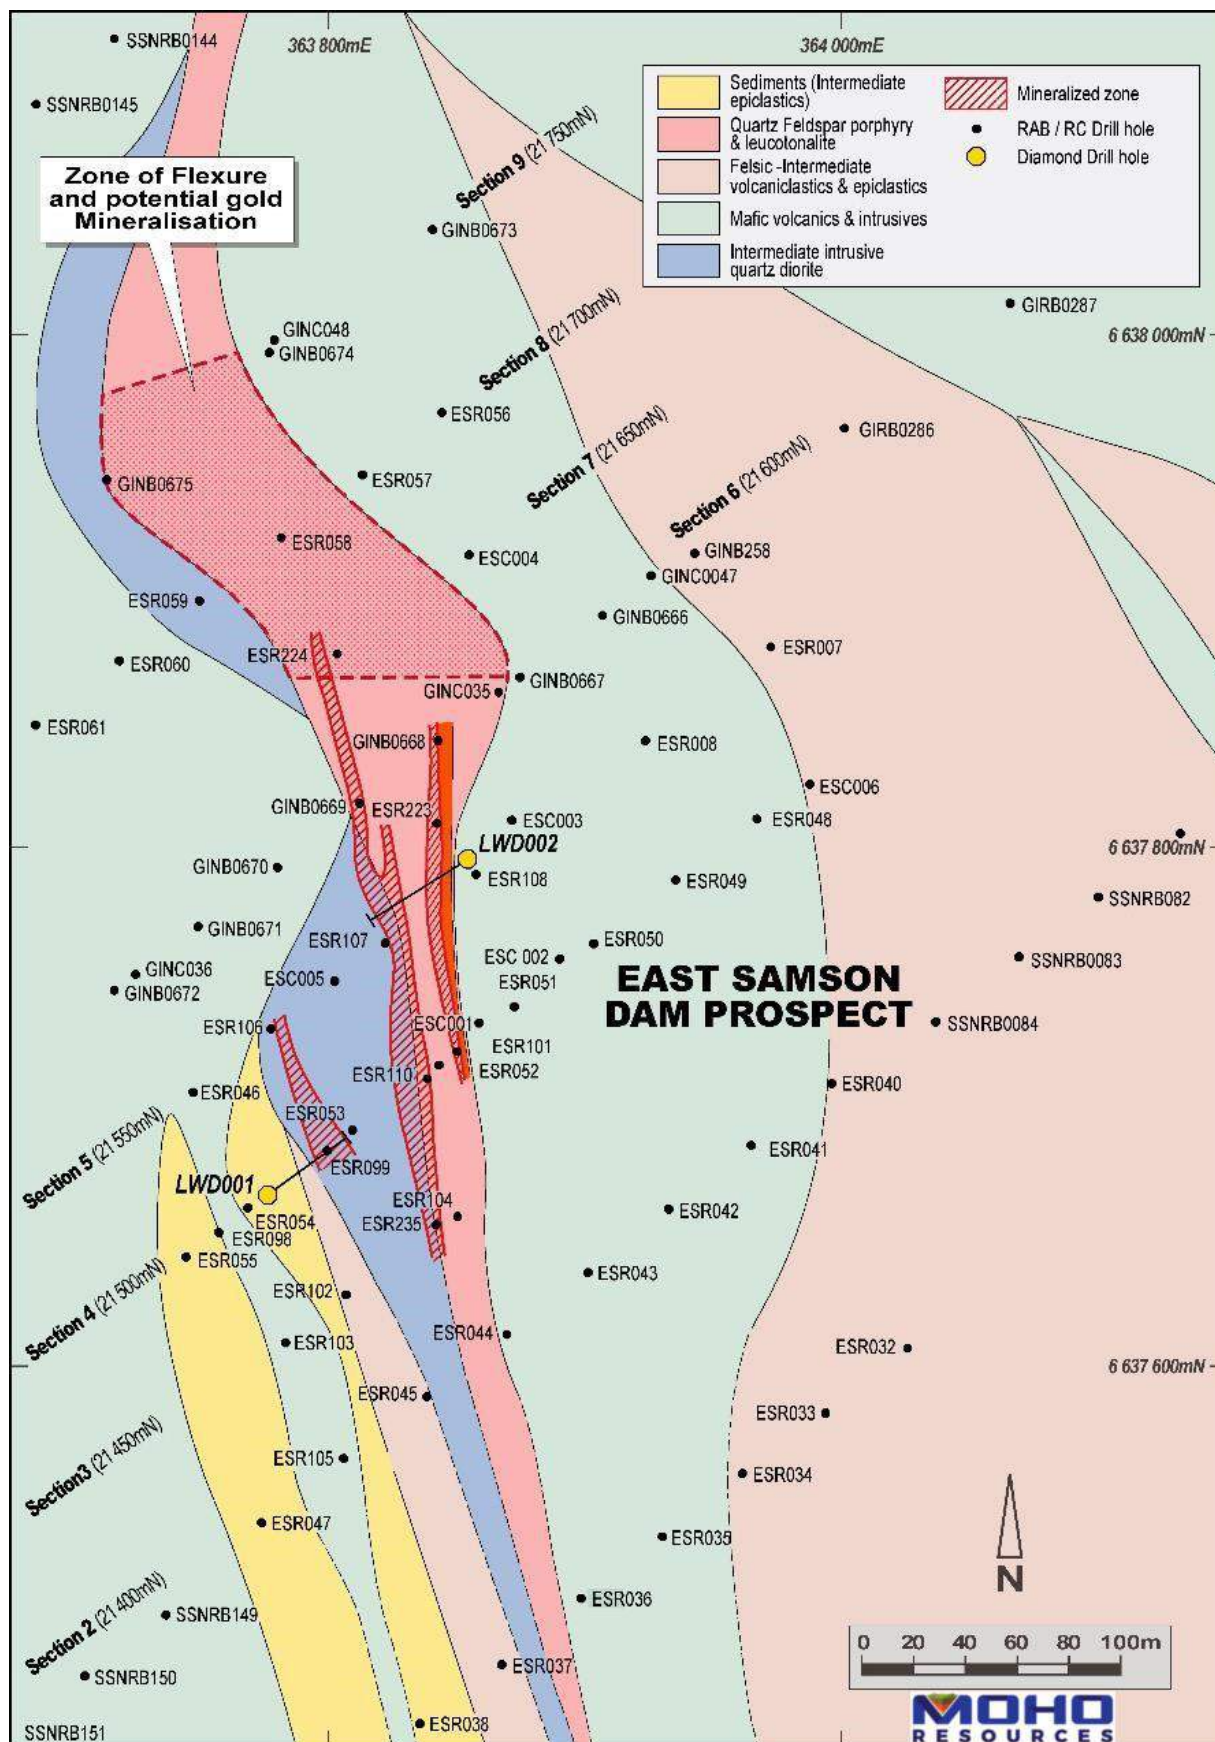 SSNRB0144
363 800mE
364 000mE
SSNRB0145
Sediments (Intermediate
epiclastics)
Quartz Feldspar porphyry
& leucotonalite
Felsic -Intermediate
volcaniclastics & epiclastics
Mafic volcanics & intrusives
Intermediate intrusive
quartz diorite
Mineralized zone
RAB / RC Drill hole
Diamond Drill hole
Zone of Flexure
and potential gold
Mineralisation
Section 9 (21 750mN)
GINB0673
GIRB0287
6 638 000mN
GINC048
GINB0674
Section 8 (21 700mN)
ESR056
GIRB0286
Section 7 (21 650mN)
Section 6 (21 600mN)
ESR057
GINB0675
ESR058
ESC004
GINB258
GINC0047
ESR059
GINB0666
ESR224
ESR007
ESR060
GINB0667
GINC035
ESR061
GINB0668
ESR008
ESC006
GINB0669
ESR223
ESC003
ESR048
LWD002
6 637 800mN
GINB0670
ESR108
ESR049
SSNRB082
GINB0671
ESR107
ESR050
ESC 002
SSNRB0083
GINC036
GINB0672
ESC005
ESR051
EAST SAMSON
DAM PROSPECT
ESR106
ESC001
SSNRB0084
ESR101
ESR052
ESR110
ESR046
ESR040
ESR053
Section 5 (21 550mN)
ESR041
ESR099
LWD001
ESR104
ESR054
ESR235
ESR042
ESR098
ESR055
Section 4 (21 500mN)
ESR043
ESR102
ESR103
ESR044
ESR032
6 637 600mN
ESR045
ESR033
Section3 (21 450mN)
ESR105
ESR034
ESR047
ESR035
N
Section 2 (21 400mN)
SSNRB149
ESR036
0 20 40 60 80 100m
SSNRB150
ESR037
SSNRB151
ESR038
MOHO
RESOURCES